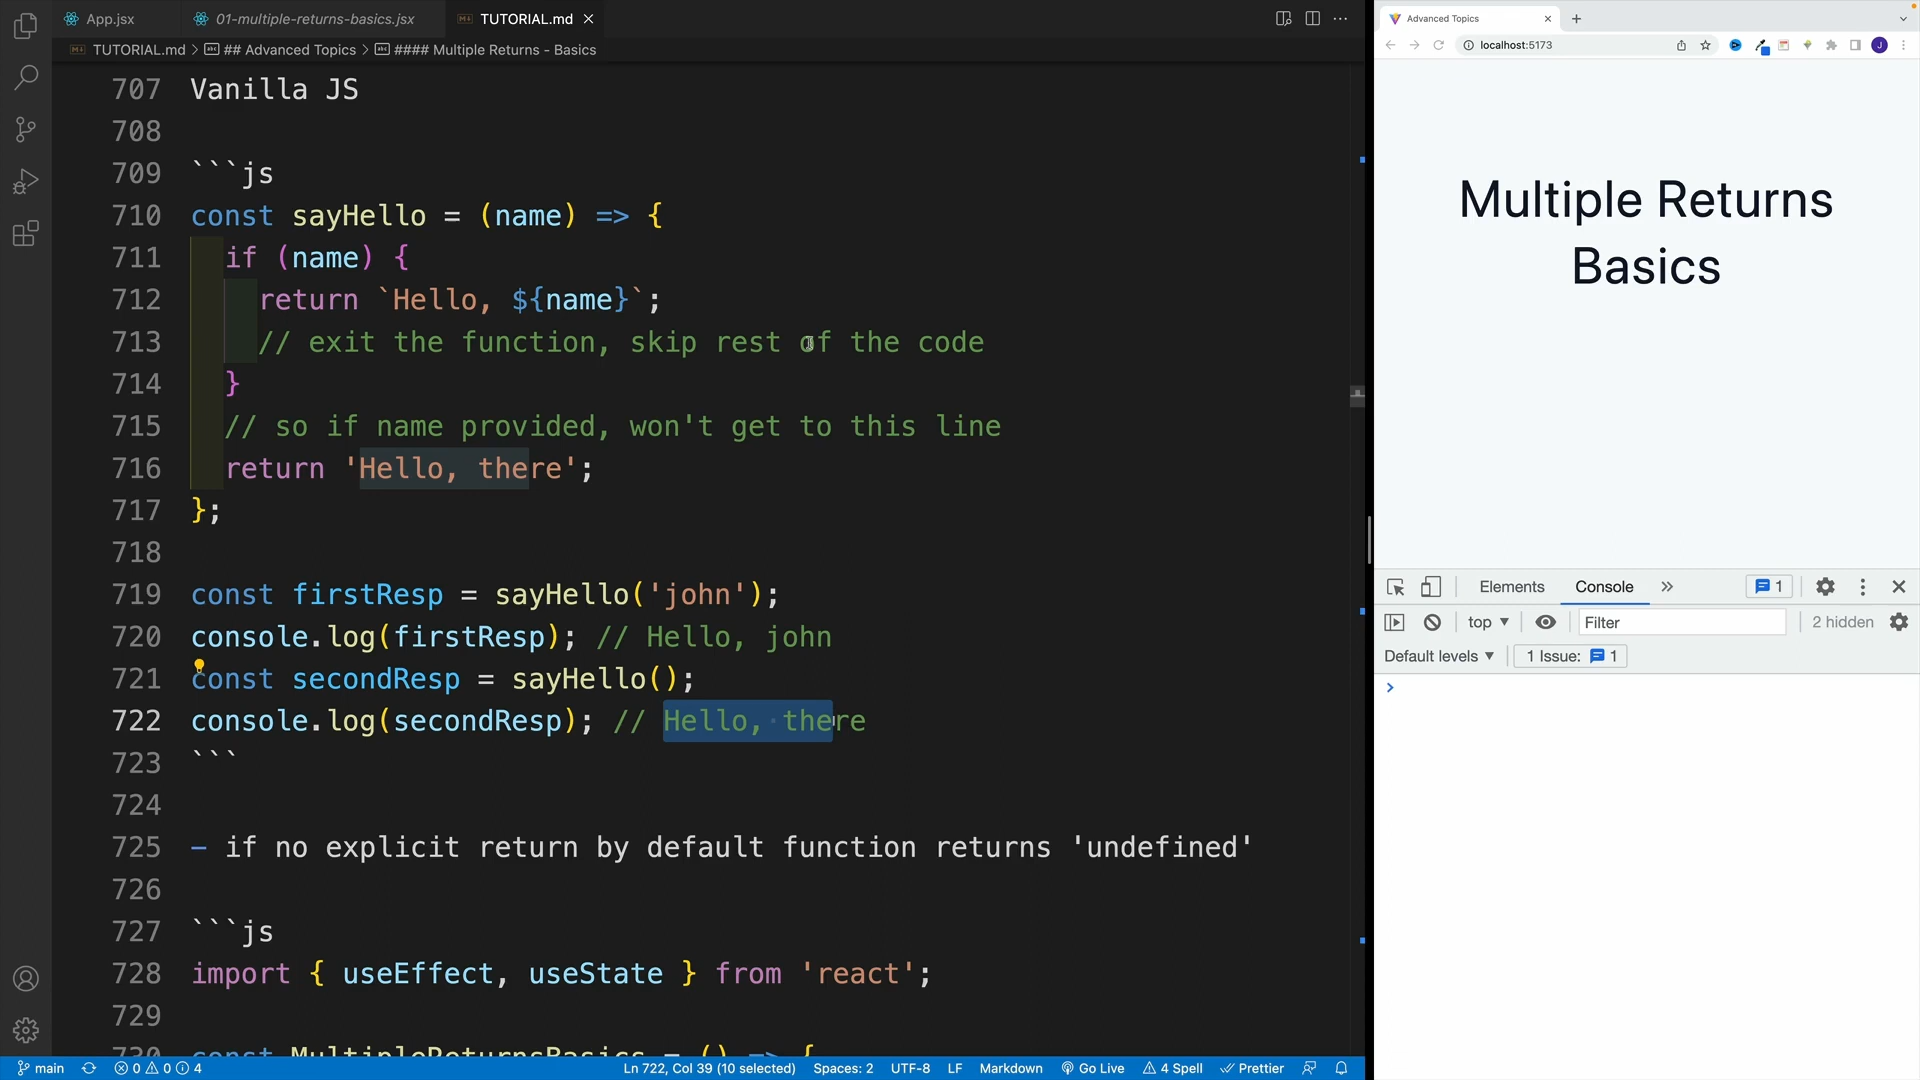 App.jsx
01-multiple-returns-basics.jsx
TUTORIAL.md
TUTORIAL.md > ## Advanced Topics > #### Multiple Returns - Basics
707 Vanilla JS
708
709 ```js
710 const sayHello = (name) => {
711 if (name) {
712 return `Hello, ${name}`;
713 // exit the function, skip rest of the code
714 }
715 // so if name provided, won't get to this line
716 return 'Hello, there';
717 };
718
719 const firstResp = sayHello('john');
720 console.log(firstResp); // Hello, john
721 const secondResp = sayHello();
722 console.log(secondResp); // Hello, there
723 ```
724
725 - if no explicit return by default function returns 'undefined'
726
727 ```js
728 import { useEffect, useState } from 'react';
729
730 const MultipleReturnsBasics = () => {
main 0 0 4 Ln 722, Col 39 (10 selected) Spaces: 2 UTF-8 LF Markdown Go Live 4 Spell Prettier
Advanced Topics
localhost:5173
J
Multiple Returns
Basics
Elements Console 1
top Filter 2 hidden
Default levels 1 Issue: 1